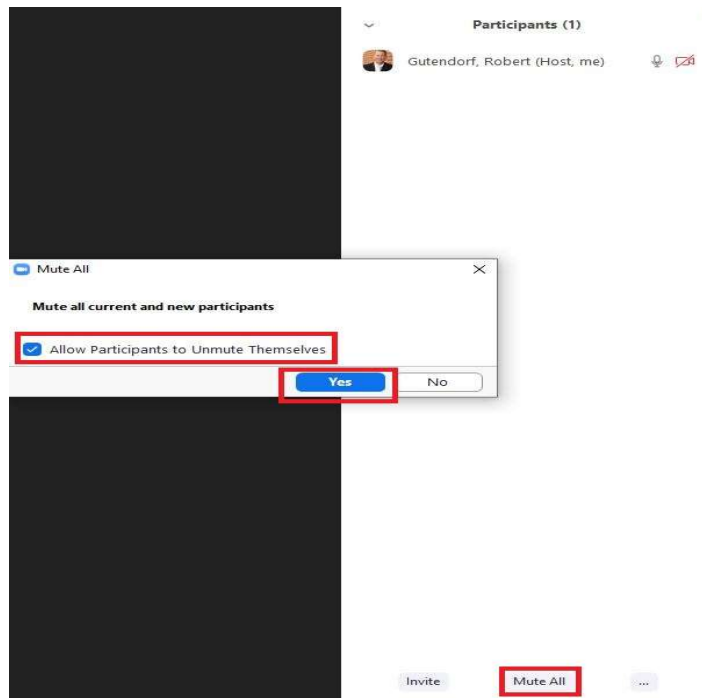 Participants (1)
Gutendorf, Robert (Host, me)
Mute All
Mute all current and new participants
Allow Participants to Unmute Themselves
Yes No
Invite Mute All ...